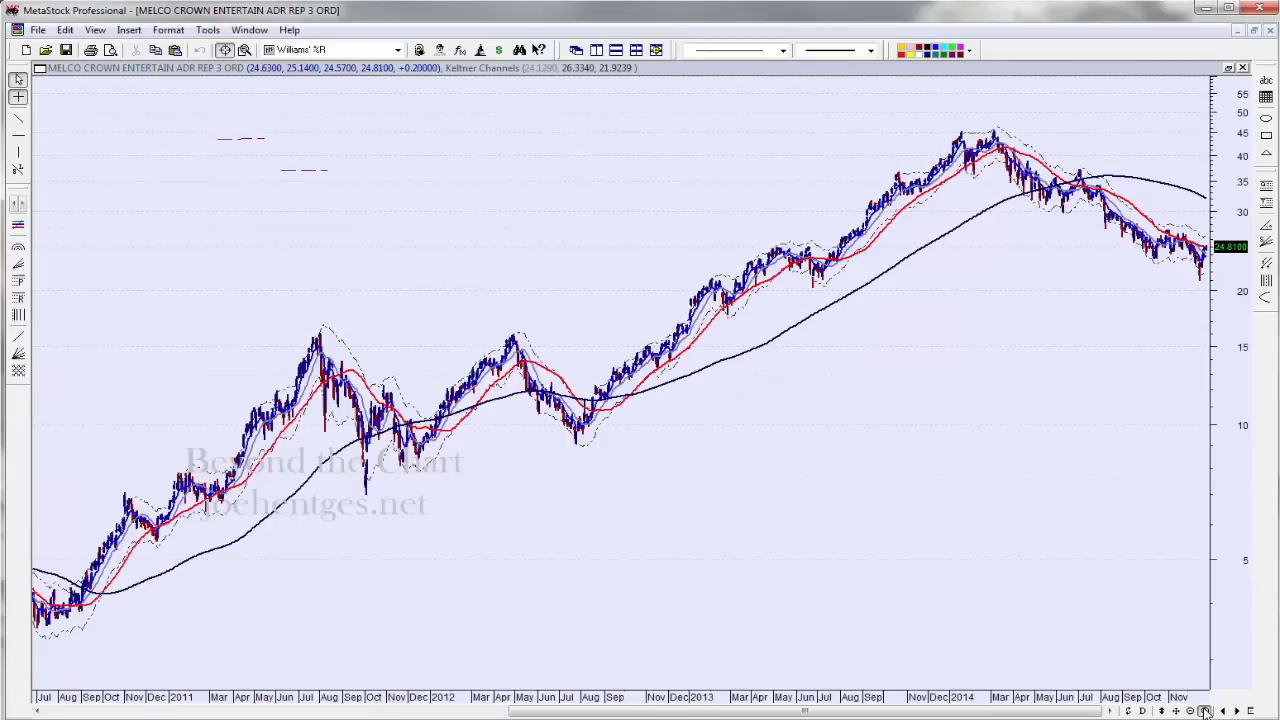 MetaStock Professional - [MELCO CROWN ENTERTAIN ADR REP 3 ORD]
File Edit View Insert Format Tools Window Help
Williams' %R
MELCO CROWN ENTERTAIN ADR REP 3 ORD (24.6300, 25.1400, 24.5700, 24.8100, +0.20000), Keltner Channels (24.1290, 26.3340, 21.9239)
abc
55
50
45
40
35
30
24.8100
20
15
10
5
Beyond the Chart
joehentges.net
Jul Aug Sep Oct Nov Dec 2011 Mar Apr May Jun Jul Aug Sep Oct Nov Dec 2012 Mar Apr May Jun Jul Aug Sep Nov Dec 2013 Mar Apr May Jun Jul Aug Sep Nov Dec 2014 Mar Apr May Jun Jul Aug Sep Oct Nov
D